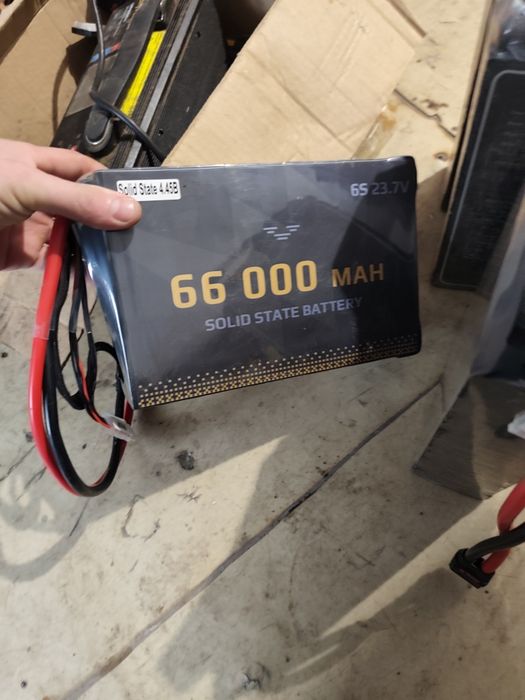 Solid State 4.45B
6S 23.7V
66 000 MAH
SOLID STATE BATTERY